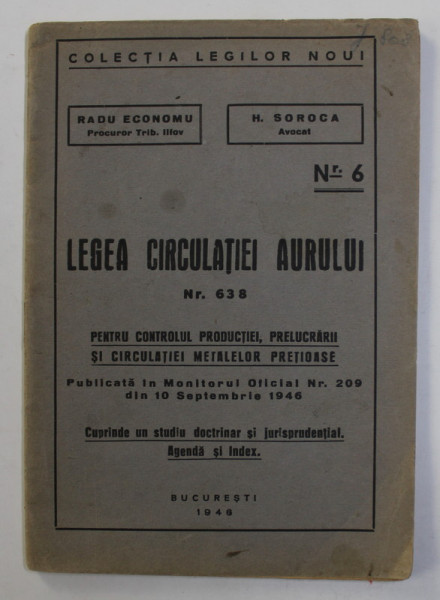 COLECȚIA LEGILOR NOUI
RADU ECONOMU
Procuror Trib. Ilfov
H. SOROCA
Avocat
Nr. 6
LEGEA CIRCULAȚIEI AURULUI
Nr. 638
PENTRU CONTROLUL PRODUCȚIEI, PRELUCRĂRII
ȘI CIRCULAȚIEI METALELOR PREȚIOASE
Publicată in Monitorul Oficial Nr. 209
din 10 Septembrie 1946
Cuprinde un studiu doctrinar și jurisprudențial.
Agendă și Index.
BUCUREȘTI
1946